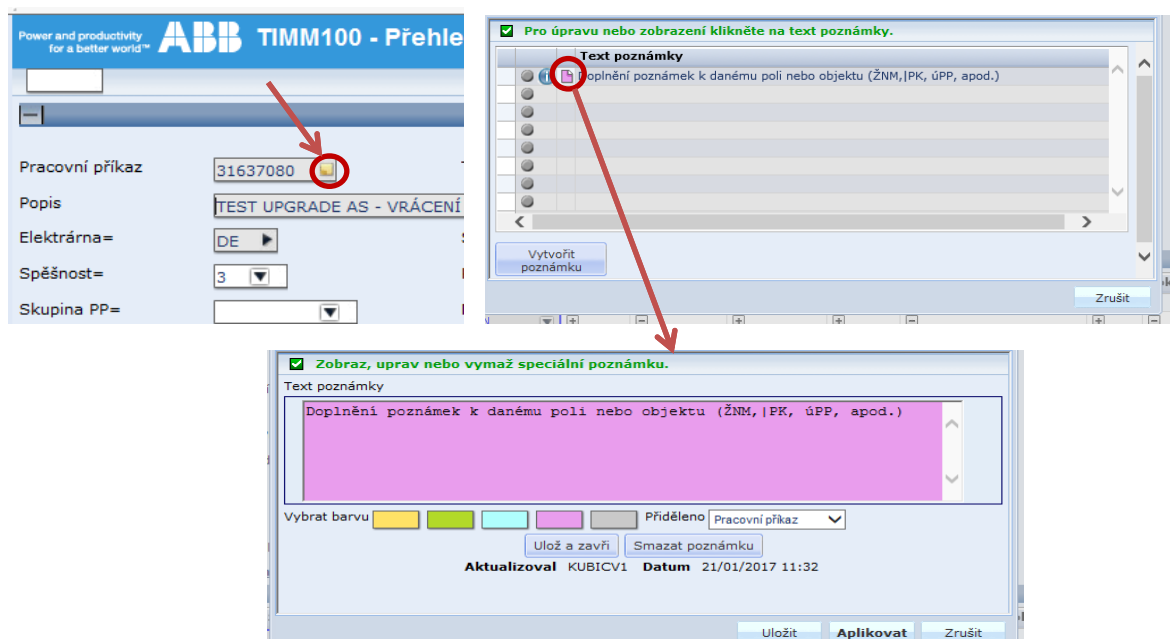 Power and productivity
for a better world™ ABB TIMM100 - Přehle
Pracovní příkaz 31637080
Popis TEST UPGRADE AS - VRÁCENÍ
Elektrárna= DE
Spěšnost= 3
Skupina PP=
Pro úpravu nebo zobrazení klikněte na text poznámky.
Text poznámky
Doplnění poznámek k danému poli nebo objektu (ŽNM,|PK, úPP, apod.)
Vytvořit
poznámku
Zrušit
Zobraz, uprav nebo vymaž speciální poznámku.
Text poznámky
Doplnění poznámek k danému poli nebo objektu (ŽNM,|PK, úPP, apod.)
Vybrat barvu Přiděleno Pracovní příkaz
Ulož a zavři Smazat poznámku
Aktualizoval KUBICV1 Datum 21/01/2017 11:32
Uložit Aplikovat Zrušit